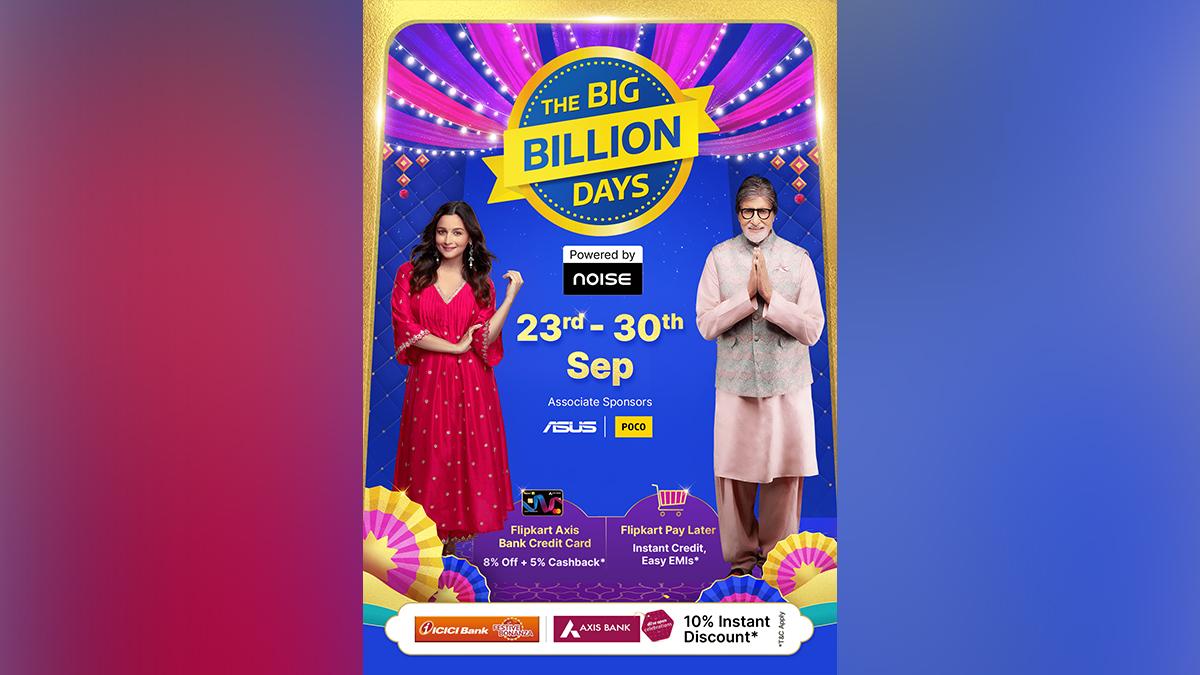 THE BIG
BILLION
DAYS
Powered by
NOISE
23rd - 30th
Sep
Associate Sponsors
ASUS | POCO
Flipkart Axis
Bank Credit Card
8% Off + 5% Cashback*
Flipkart Pay Later
Instant Credit,
Easy EMIs*
ICICI Bank
FESTIVE
BONANZA
AXIS BANK
10% Instant
Discount*
*T&C Apply